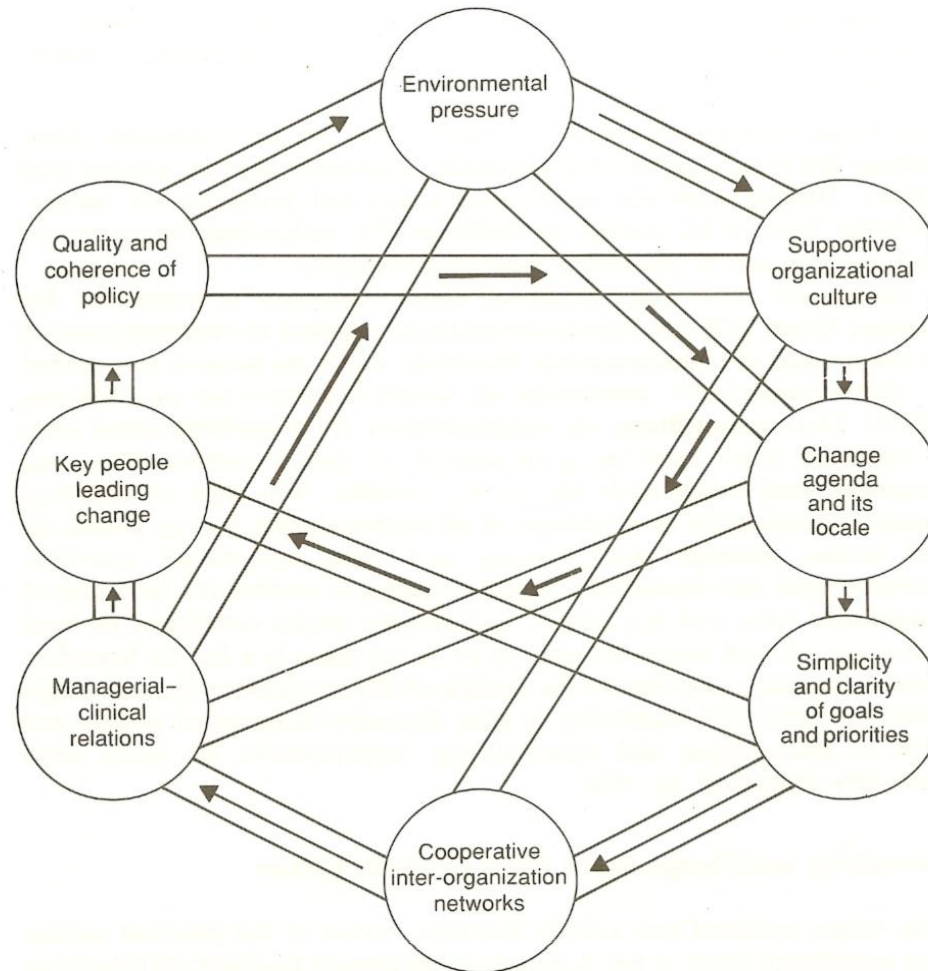 Environmental
pressure
Quality and
coherence of
policy
Supportive
organizational
culture
Key people
leading
change
Change
agenda
and its
locale
Managerial–
clinical
relations
Simplicity
and clarity
of goals
and priorities
Cooperative
inter-organization
networks